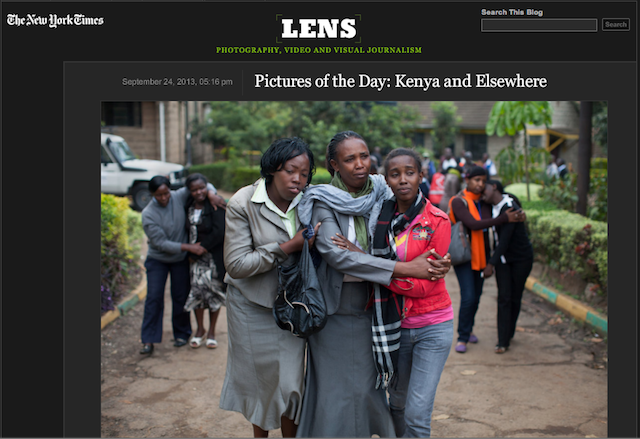 The New York Times
LENS
PHOTOGRAPHY, VIDEO AND VISUAL JOURNALISM
Search This Blog
Search
September 24, 2013, 05:16 pm
Pictures of the Day: Kenya and Elsewhere